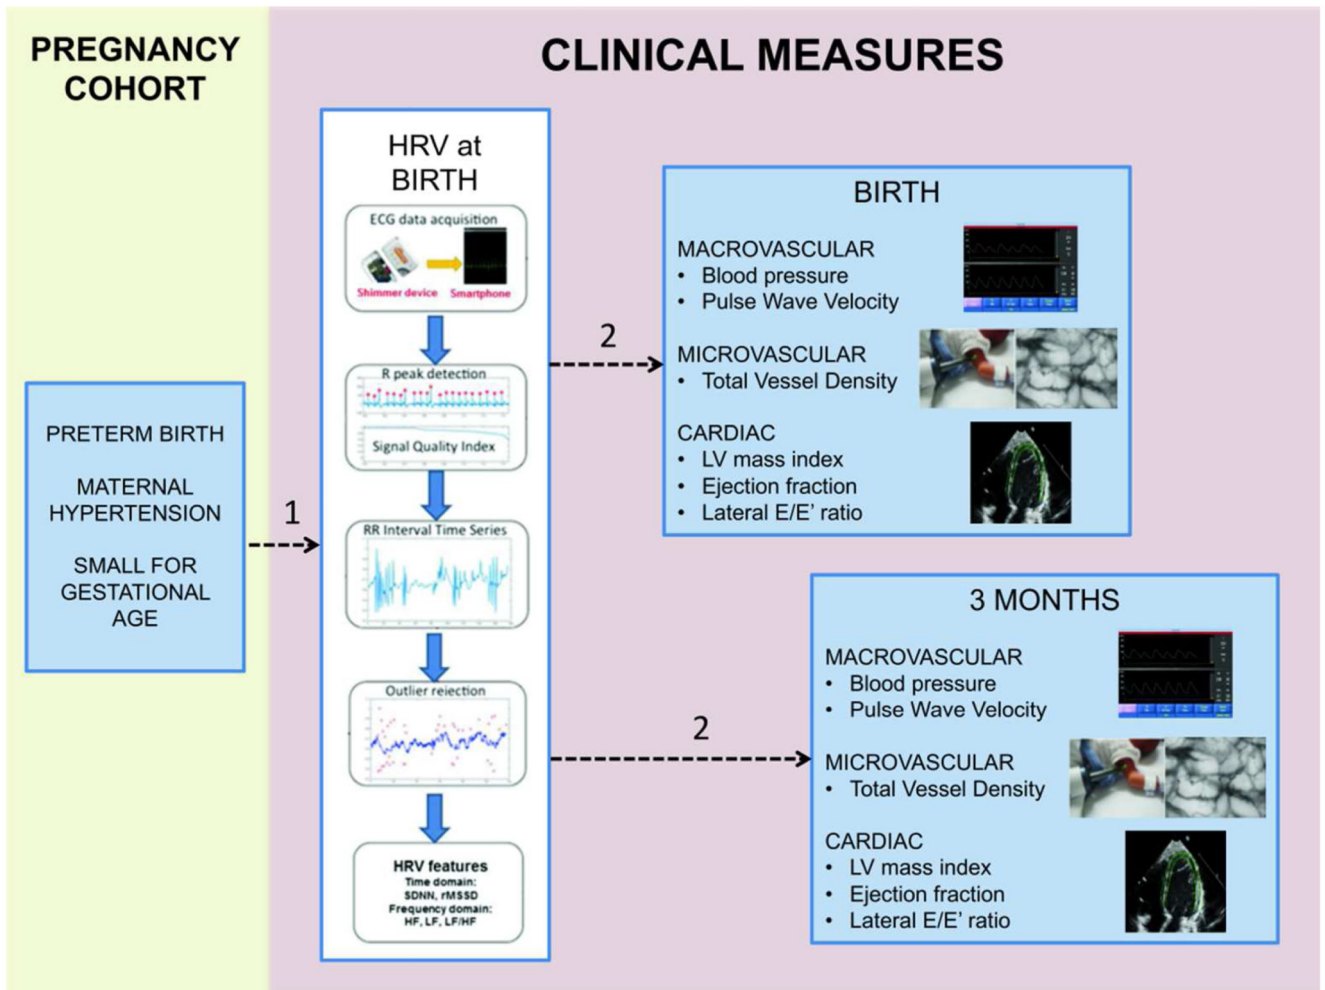 PREGNANCY
COHORT
CLINICAL MEASURES
PRETERM BIRTH
MATERNAL
HYPERTENSION
SMALL FOR
GESTATIONAL
AGE
1
HRV at
BIRTH
ECG data acquisition
Shimmer device
Smartphone
R peak detection
Signal Quality Index
RR Interval Time Series
Outlier rejection
HRV features
Time domain:
SDNN, rMSSD
Frequency domain:
HF, LF, LF/HF
2
BIRTH
MACROVASCULAR
• Blood pressure
• Pulse Wave Velocity
MICROVASCULAR
• Total Vessel Density
CARDIAC
• LV mass index
• Ejection fraction
• Lateral E/E’ ratio
2
3 MONTHS
MACROVASCULAR
• Blood pressure
• Pulse Wave Velocity
MICROVASCULAR
• Total Vessel Density
CARDIAC
• LV mass index
• Ejection fraction
• Lateral E/E’ ratio